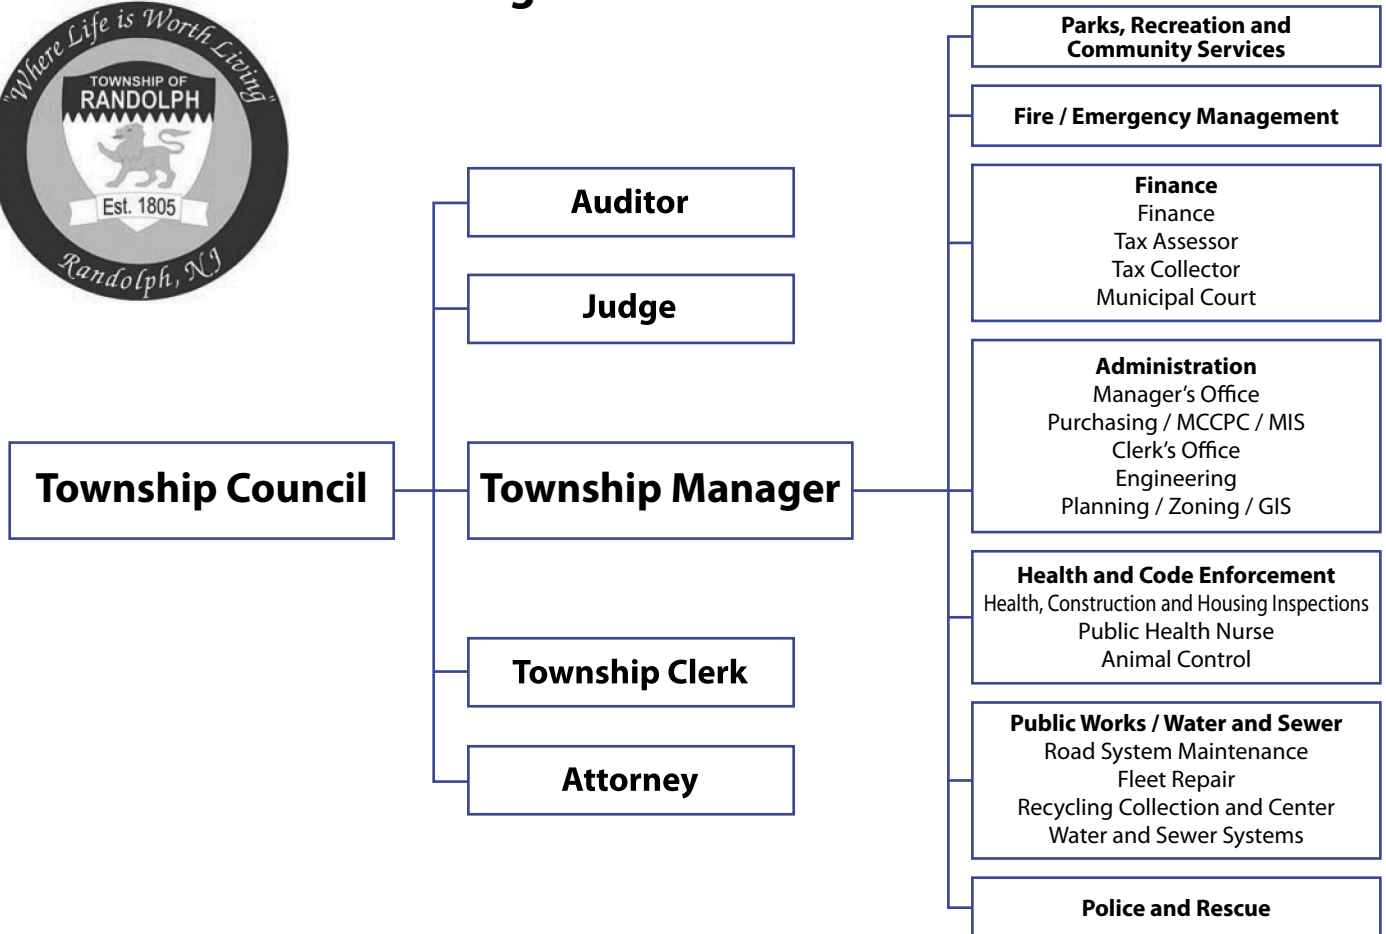 "Where Life is Worth Living"
TOWNSHIP OF
RANDOLPH
Est. 1805
Randolph, NJ
Township Council
Auditor
Judge
Township Manager
Township Clerk
Attorney
Parks, Recreation and
Community Services
Fire / Emergency Management
Finance
Finance
Tax Assessor
Tax Collector
Municipal Court
Administration
Manager’s Office
Purchasing / MCCPC / MIS
Clerk’s Office
Engineering
Planning / Zoning / GIS
Health and Code Enforcement
Health, Construction and Housing Inspections
Public Health Nurse
Animal Control
Public Works / Water and Sewer
Road System Maintenance
Fleet Repair
Recycling Collection and Center
Water and Sewer Systems
Police and Rescue